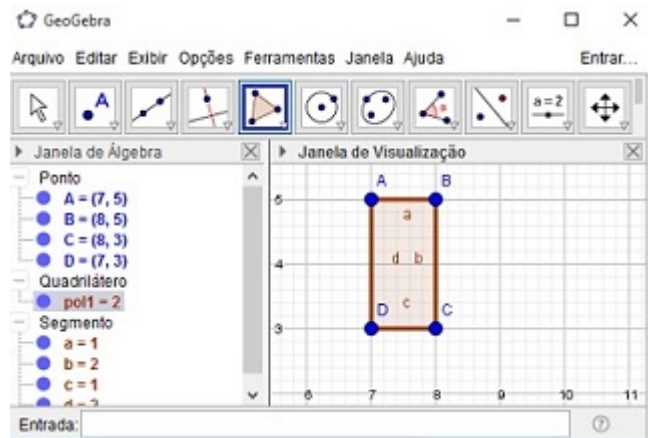 GeoGebra
Arquivo Editar Exibir Opções Ferramentas Janela Ajuda Entrar...
A a a=2
Janela de Álgebra
Ponto
A = (7, 5)
B = (8, 5)
C = (8, 3)
D = (7, 3)
Quadrilátero
pol1 = 2
Segmento
a = 1
b = 2
c = 1
d = 2
Janela de Visualização
A B
5
a
4 d b
c
D C
3
6 7 8 9 10 11
Entrada: